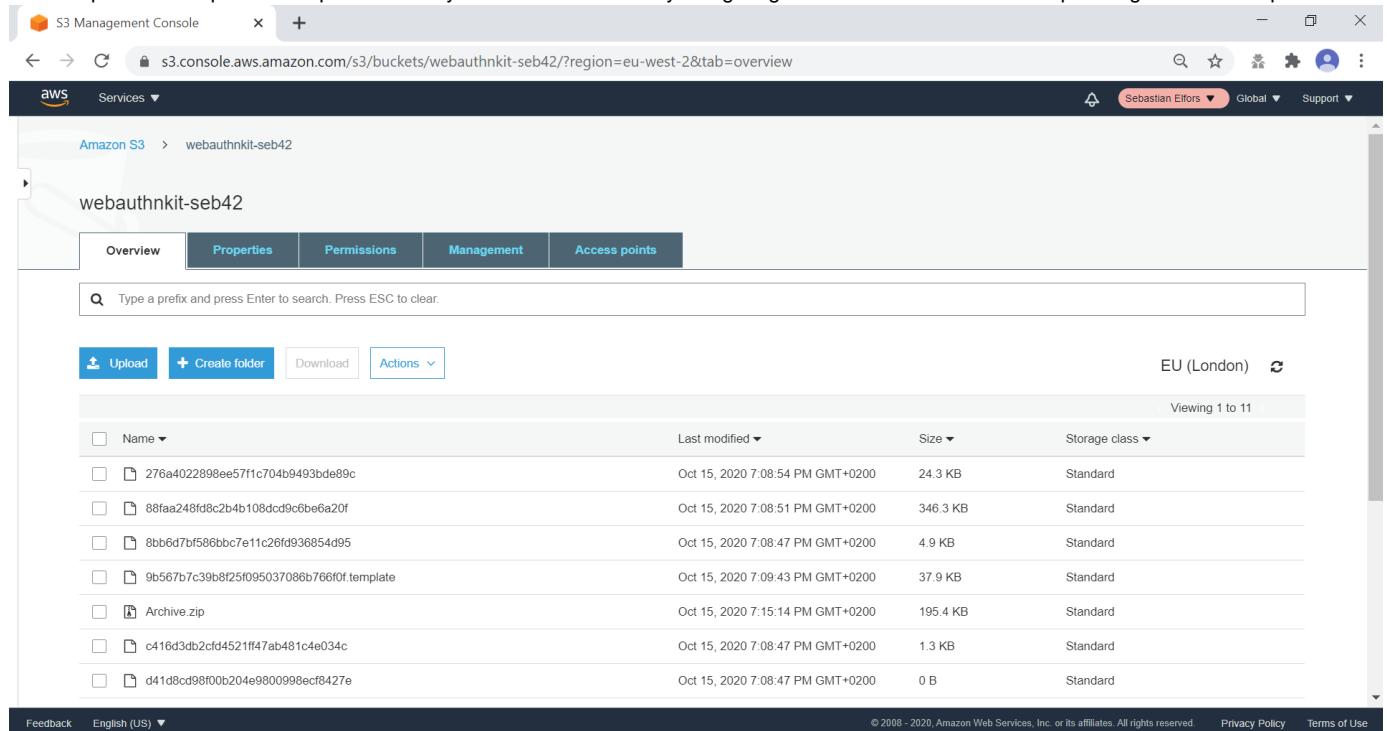 S3 Management Console
s3.console.aws.amazon.com/s3/buckets/webauthnkit-seb42/?region=eu-west-2&tab=overview
aws Services Sebastian Elfors Global Support
Amazon S3 > webauthnkit-seb42
webauthnkit-seb42
Overview Properties Permissions Management Access points
Type a prefix and press Enter to search. Press ESC to clear.
Upload Create folder Download Actions EU (London)
Viewing 1 to 11
Name Last modified Size Storage class
276a4022898ee57f1c704b9493bde89c Oct 15, 2020 7:08:54 PM GMT+0200 24.3 KB Standard
88faa248fd8c2b4b108dcd9c6be6a20f Oct 15, 2020 7:08:51 PM GMT+0200 346.3 KB Standard
8bb6d7bf586bbc7e11c26fd936854d95 Oct 15, 2020 7:08:47 PM GMT+0200 4.9 KB Standard
9b567b7c39b8f25f095037086b766f0f.template Oct 15, 2020 7:09:43 PM GMT+0200 37.9 KB Standard
Archive.zip Oct 15, 2020 7:15:14 PM GMT+0200 195.4 KB Standard
c416d3db2cfd4521ff47ab481c4e034c Oct 15, 2020 7:08:47 PM GMT+0200 1.3 KB Standard
d41d8cd98f00b204e9800998ecf8427e Oct 15, 2020 7:08:47 PM GMT+0200 0 B Standard
Feedback English (US) © 2008 - 2020, Amazon Web Services, Inc. or its affiliates. All rights reserved. Privacy Policy Terms of Use